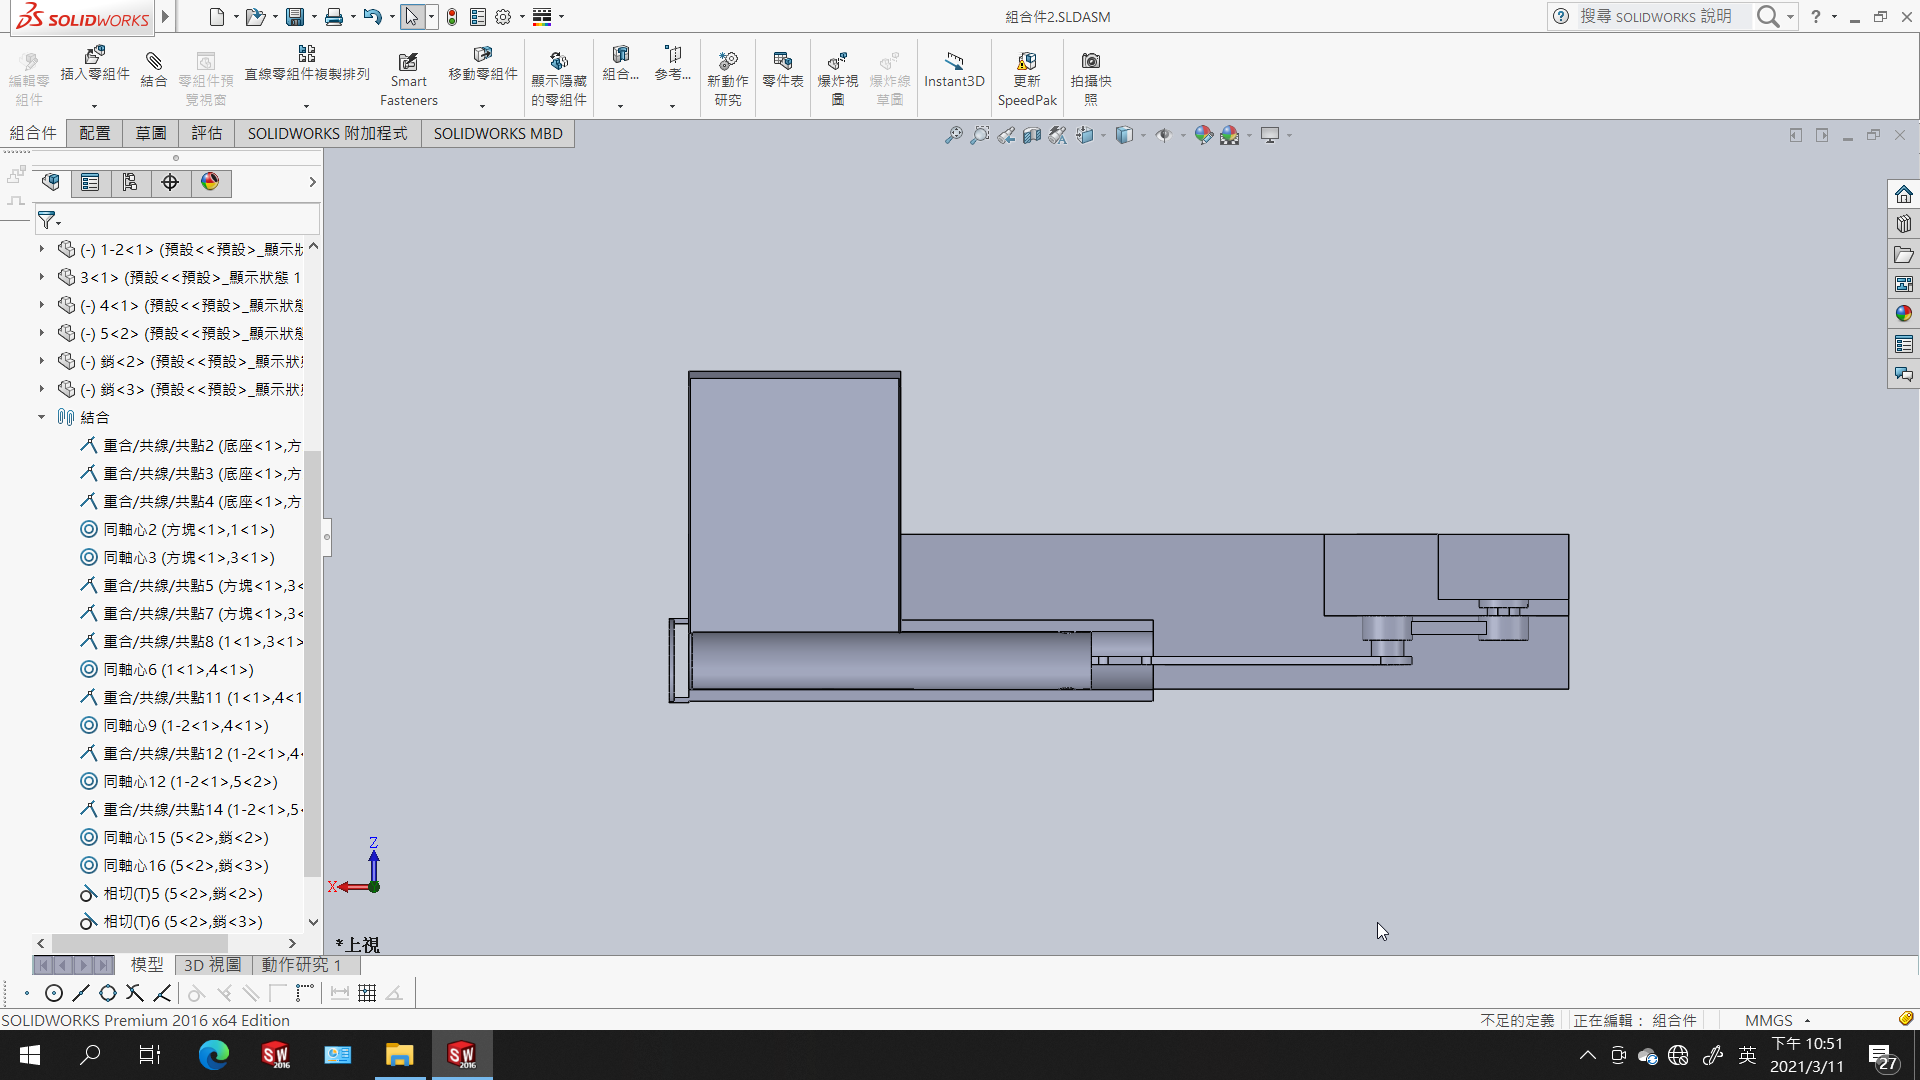 SOLIDWORKS
組合件2.SLDASM
搜尋 SOLIDWORKS 說明
?
編輯零組件
插入零組件
結合
零組件預覽視窗
直線零組件複製排列
Smart Fasteners
移動零組件
顯示隱藏的零組件
組合...
參考...
新動作研究
零件表
爆炸視圖
爆炸線草圖
Instant3D
更新 SpeedPak
拍攝快照
組合件
配置
草圖
評估
SOLIDWORKS 附加程式
SOLIDWORKS MBD
(-) 1-2<1> (預設<<預設>_顯示狀
3<1> (預設<<預設>_顯示狀態 1
(-) 4<1> (預設<<預設>_顯示狀態
(-) 5<2> (預設<<預設>_顯示狀態
(-) 銷<2> (預設<<預設>_顯示狀
(-) 銷<3> (預設<<預設>_顯示狀
結合
重合/共線/共點2 (底座<1>,方
重合/共線/共點3 (底座<1>,方
重合/共線/共點4 (底座<1>,方
同軸心2 (方塊<1>,1<1>)
同軸心3 (方塊<1>,3<1>)
重合/共線/共點5 (方塊<1>,3<
重合/共線/共點7 (方塊<1>,3<
重合/共線/共點8 (1<1>,3<1>
同軸心6 (1<1>,4<1>)
重合/共線/共點11 (1<1>,4<1
同軸心9 (1-2<1>,4<1>)
重合/共線/共點12 (1-2<1>,4<
同軸心12 (1-2<1>,5<2>)
重合/共線/共點14 (1-2<1>,5<
同軸心15 (5<2>,銷<2>)
同軸心16 (5<2>,銷<3>)
相切(T)5 (5<2>,銷<2>)
相切(T)6 (5<2>,銷<3>)
Z
X
*上視
模型
3D 視圖
動作研究 1
SOLIDWORKS Premium 2016 x64 Edition
不足的定義
正在編輯： 組合件
MMGS
SW 2016
SW 2016
英
下午 10:51
2021/3/11
27